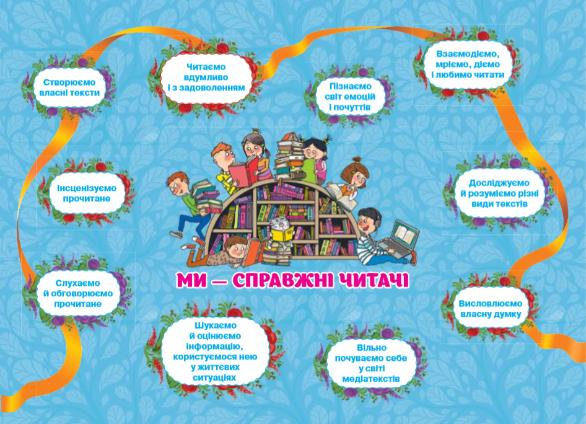 Створюємо
власні тексти
Читаємо
вдумливо
і з задоволенням
Пізнаємо
світ емоцій
і почуттів
Взаємодіємо,
мріємо, діємо
і любимо читати
Інсценізуємо
прочитане
Досліджуємо
й розуміємо різні
види текстів
МИ – СПРАВЖНІ ЧИТАЧІ
Слухаємо
й обговорюємо
прочитане
Висловлюємо
власну думку
Шукаємо
й оцінюємо
інформацію,
користуємося нею
у життєвих
ситуаціях
Вільно
почуваємо себе
у світі
медіатекстів